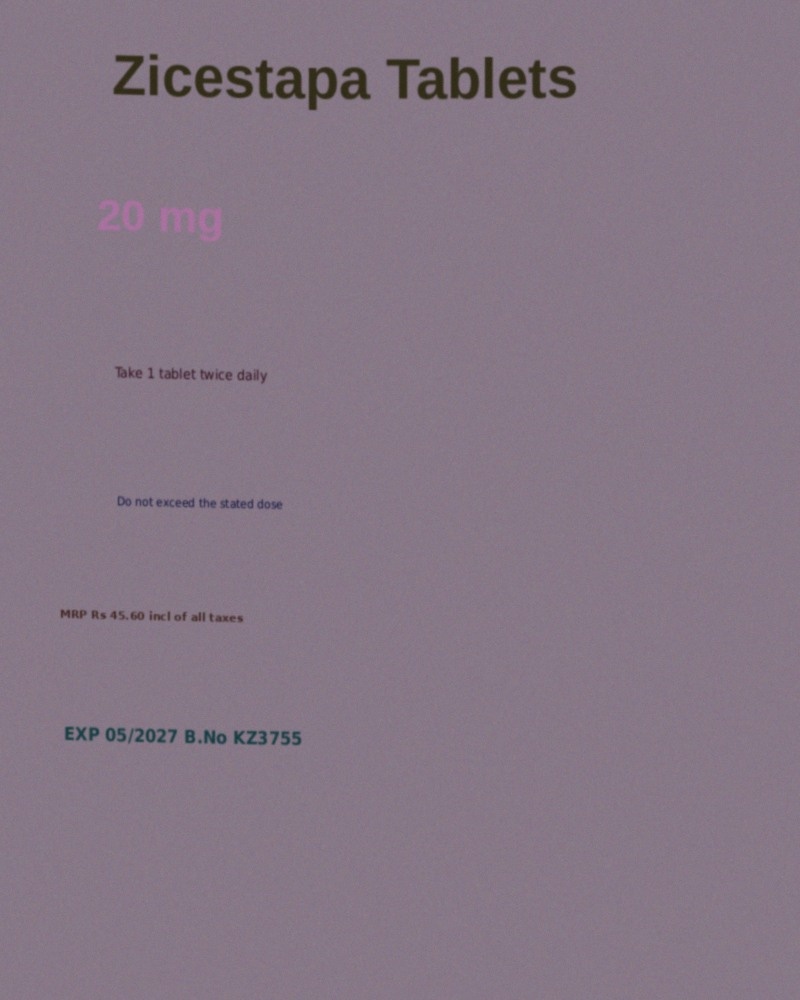 Zicestapa Tablets
20 mg
Take 1 tablet twice daily
Do not exceed the stated dose
MRP Rs 45.60 incl of all taxes
EXP 05/2027 B.No KZ3755